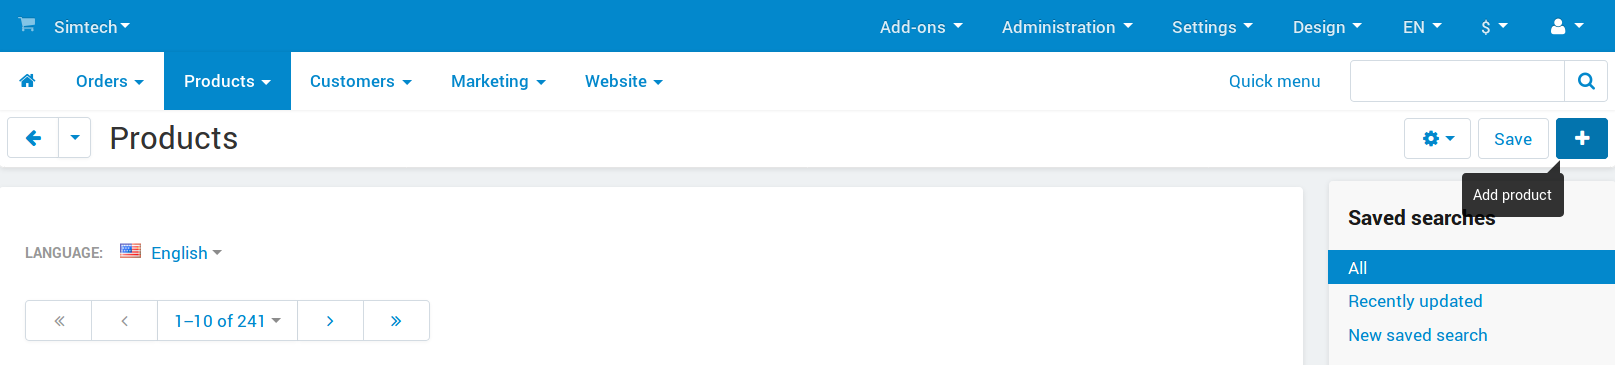 Simtech Add-ons Administration Settings Design EN $
Orders Products Customers Marketing Website Quick menu
Products Save
Add product
Saved searches
LANGUAGE: English
All
Recently updated
« ‹ 1–10 of 241 › »
New saved search